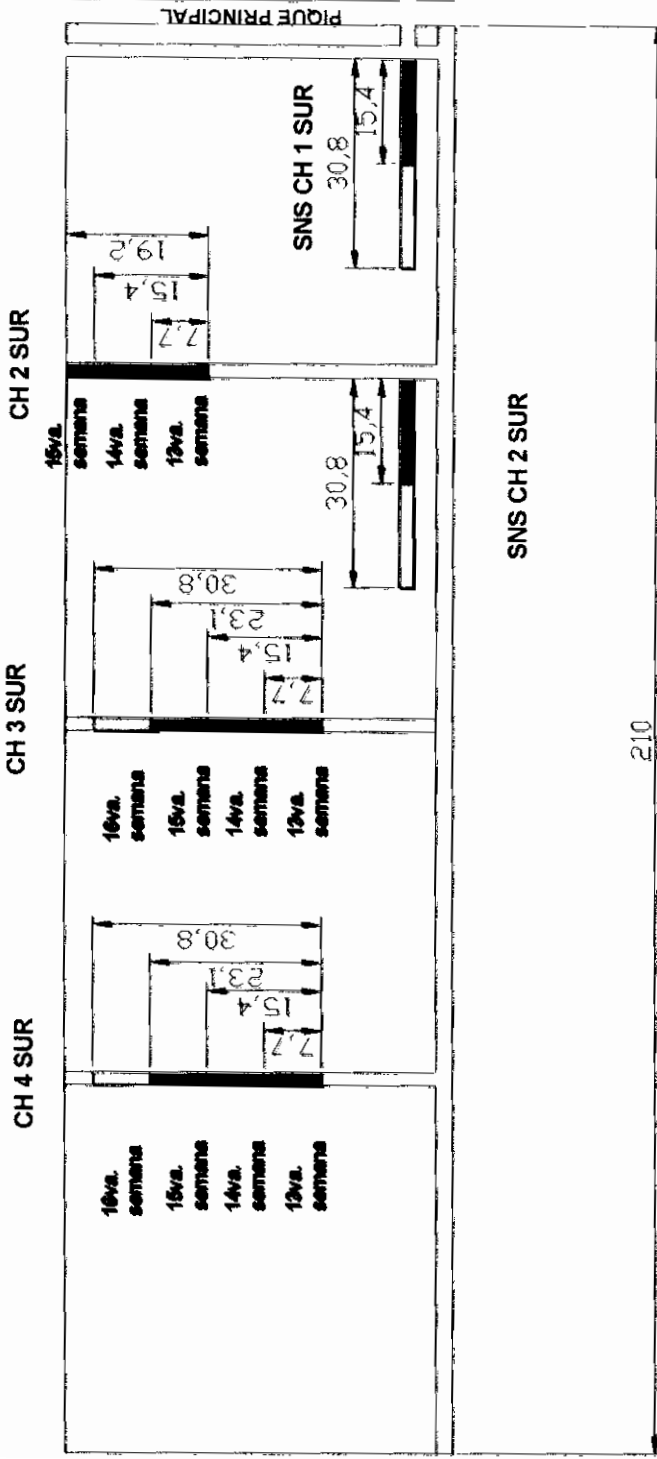 PIQUE PRINCIPAL
CH 2 SUR
15va.
semana
14va.
semana
13va.
semana
19,2
15,4
7,7
SNS CH 1 SUR
30,8
15,4
CH 3 SUR
16va.
semana
15va.
semana
14va.
semana
13va.
semana
30,8
23,1
15,4
7,7
30,8
15,4
SNS CH 2 SUR
CH 4 SUR
16va.
semana
15va.
semana
14va.
semana
13va.
semana
30,8
23,1
15,4
7,7
210